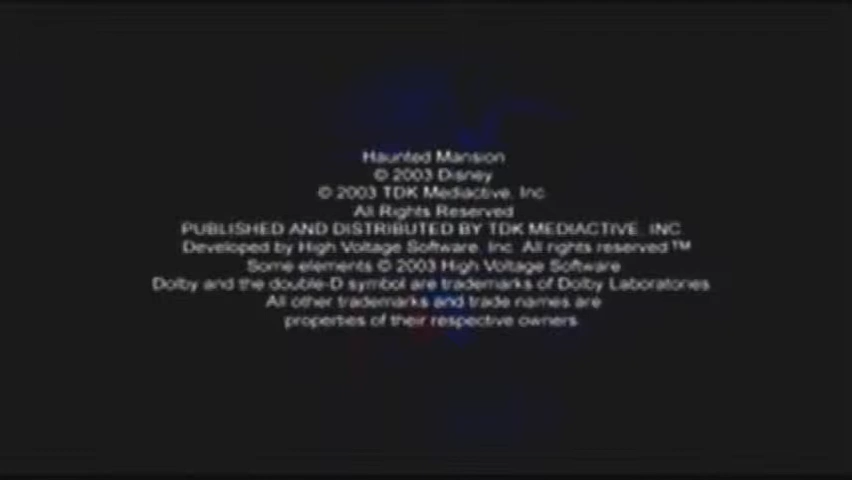 Haunted Mansion
© 2003 Disney
© 2003 TDK Mediactive, Inc.
All Rights Reserved
PUBLISHED AND DISTRIBUTED BY TDK MEDIACTIVE, INC.
Developed by High Voltage Software, Inc. All rights reserved™
Some elements © 2003 High Voltage Software
Dolby and the double-D symbol are trademarks of Dolby Laboratories
All other trademarks and trade names are
properties of their respective owners